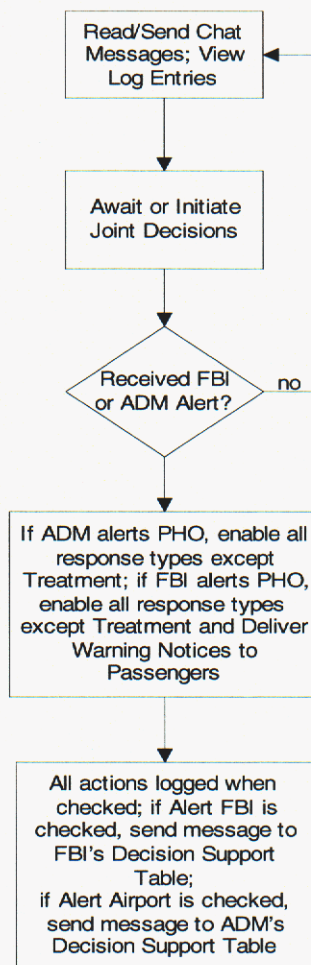 Read/Send Chat
Messages; View
Log Entries
Await or Initiate
Joint Decisions
Received FBI
or ADM Alert?
no
If ADM alerts PHO, enable all
response types except
Treatment; if FBI alerts PHO,
enable all response types
except Treatment and Deliver
Warning Notices to
Passengers
All actions logged when
checked; if Alert FBI is
checked, send message to
FBI's Decision Support
Table;
if Alert Airport is checked,
send message to ADM's
Decision Support Table